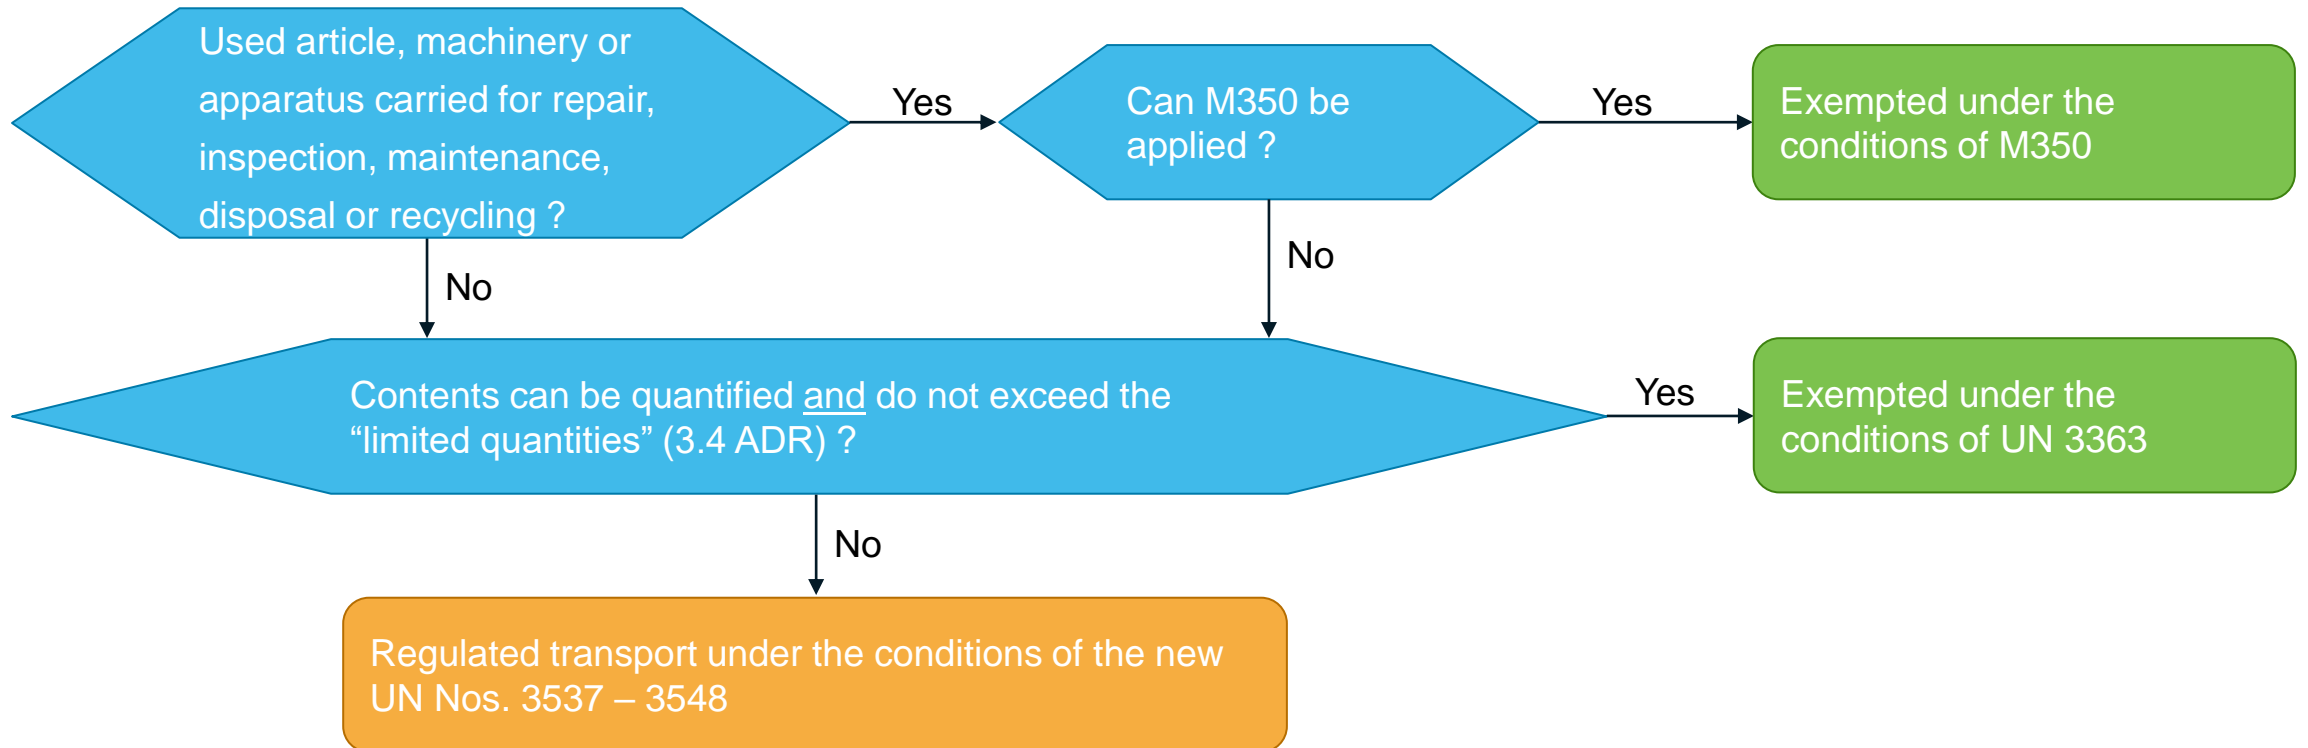 Used article, machinery or
apparatus carried for repair,
inspection, maintenance,
disposal or recycling ?
Yes
Can M350 be
applied ?
Yes
Exempted under the
conditions of M350
No
No
Contents can be quantified and do not exceed the
“limited quantities” (3.4 ADR) ?
Yes
Exempted under the
conditions of UN 3363
No
Regulated transport under the conditions of the new
UN Nos. 3537 – 3548